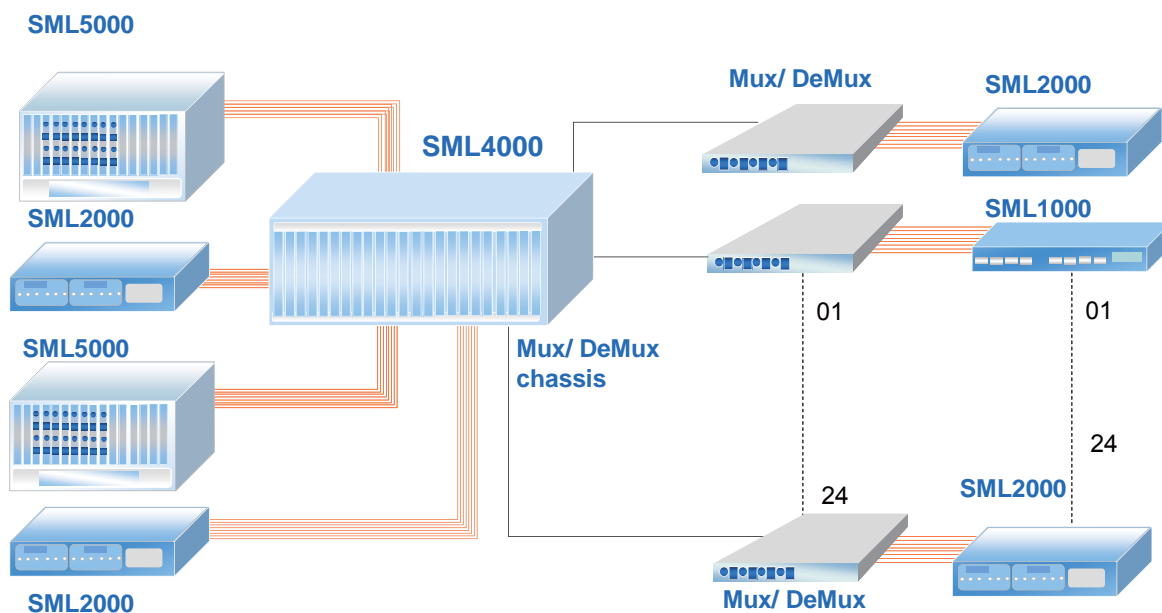 SML5000
Mux/ DeMux
SML2000
SML4000
SML2000
SML1000
01
01
SML5000
Mux/ DeMux
chassis
24
24
SML2000
SML2000
Mux/ DeMux